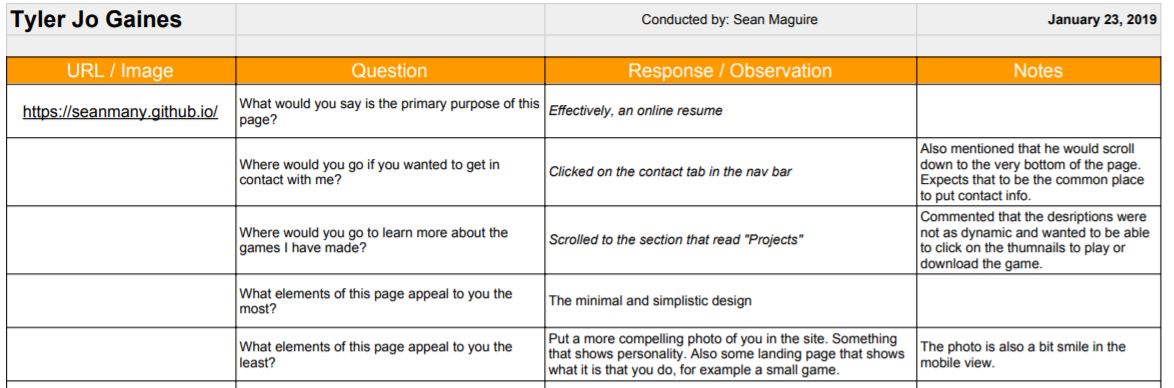 Tyler Jo Gaines
Conducted by: Sean Maguire
January 23, 2019
URL / Image
Question
Response / Observation
Notes
https://seanmany.github.io/
What would you say is the primary purpose of this
page?
Effectively, an online resume
Where would you go if you wanted to get in
contact with me?
Clicked on the contact tab in the nav bar
Also mentioned that he would scroll
down to the very bottom of the page.
Expects that to be the common place
to put contact info.
Where would you go to learn more about the
games I have made?
Scrolled to the section that read "Projects"
Commented that the desriptions were
not as dynamic and wanted to be able
to click on the thumnails to play or
download the game.
What elements of this page appeal to you the
most?
The minimal and simplistic design
What elements of this page appeal to you the
least?
Put a more compelling photo of you in the site. Something
that shows personality. Also some landing page that shows
what it is that you do, for example a small game.
The photo is also a bit smile in the
mobile view.